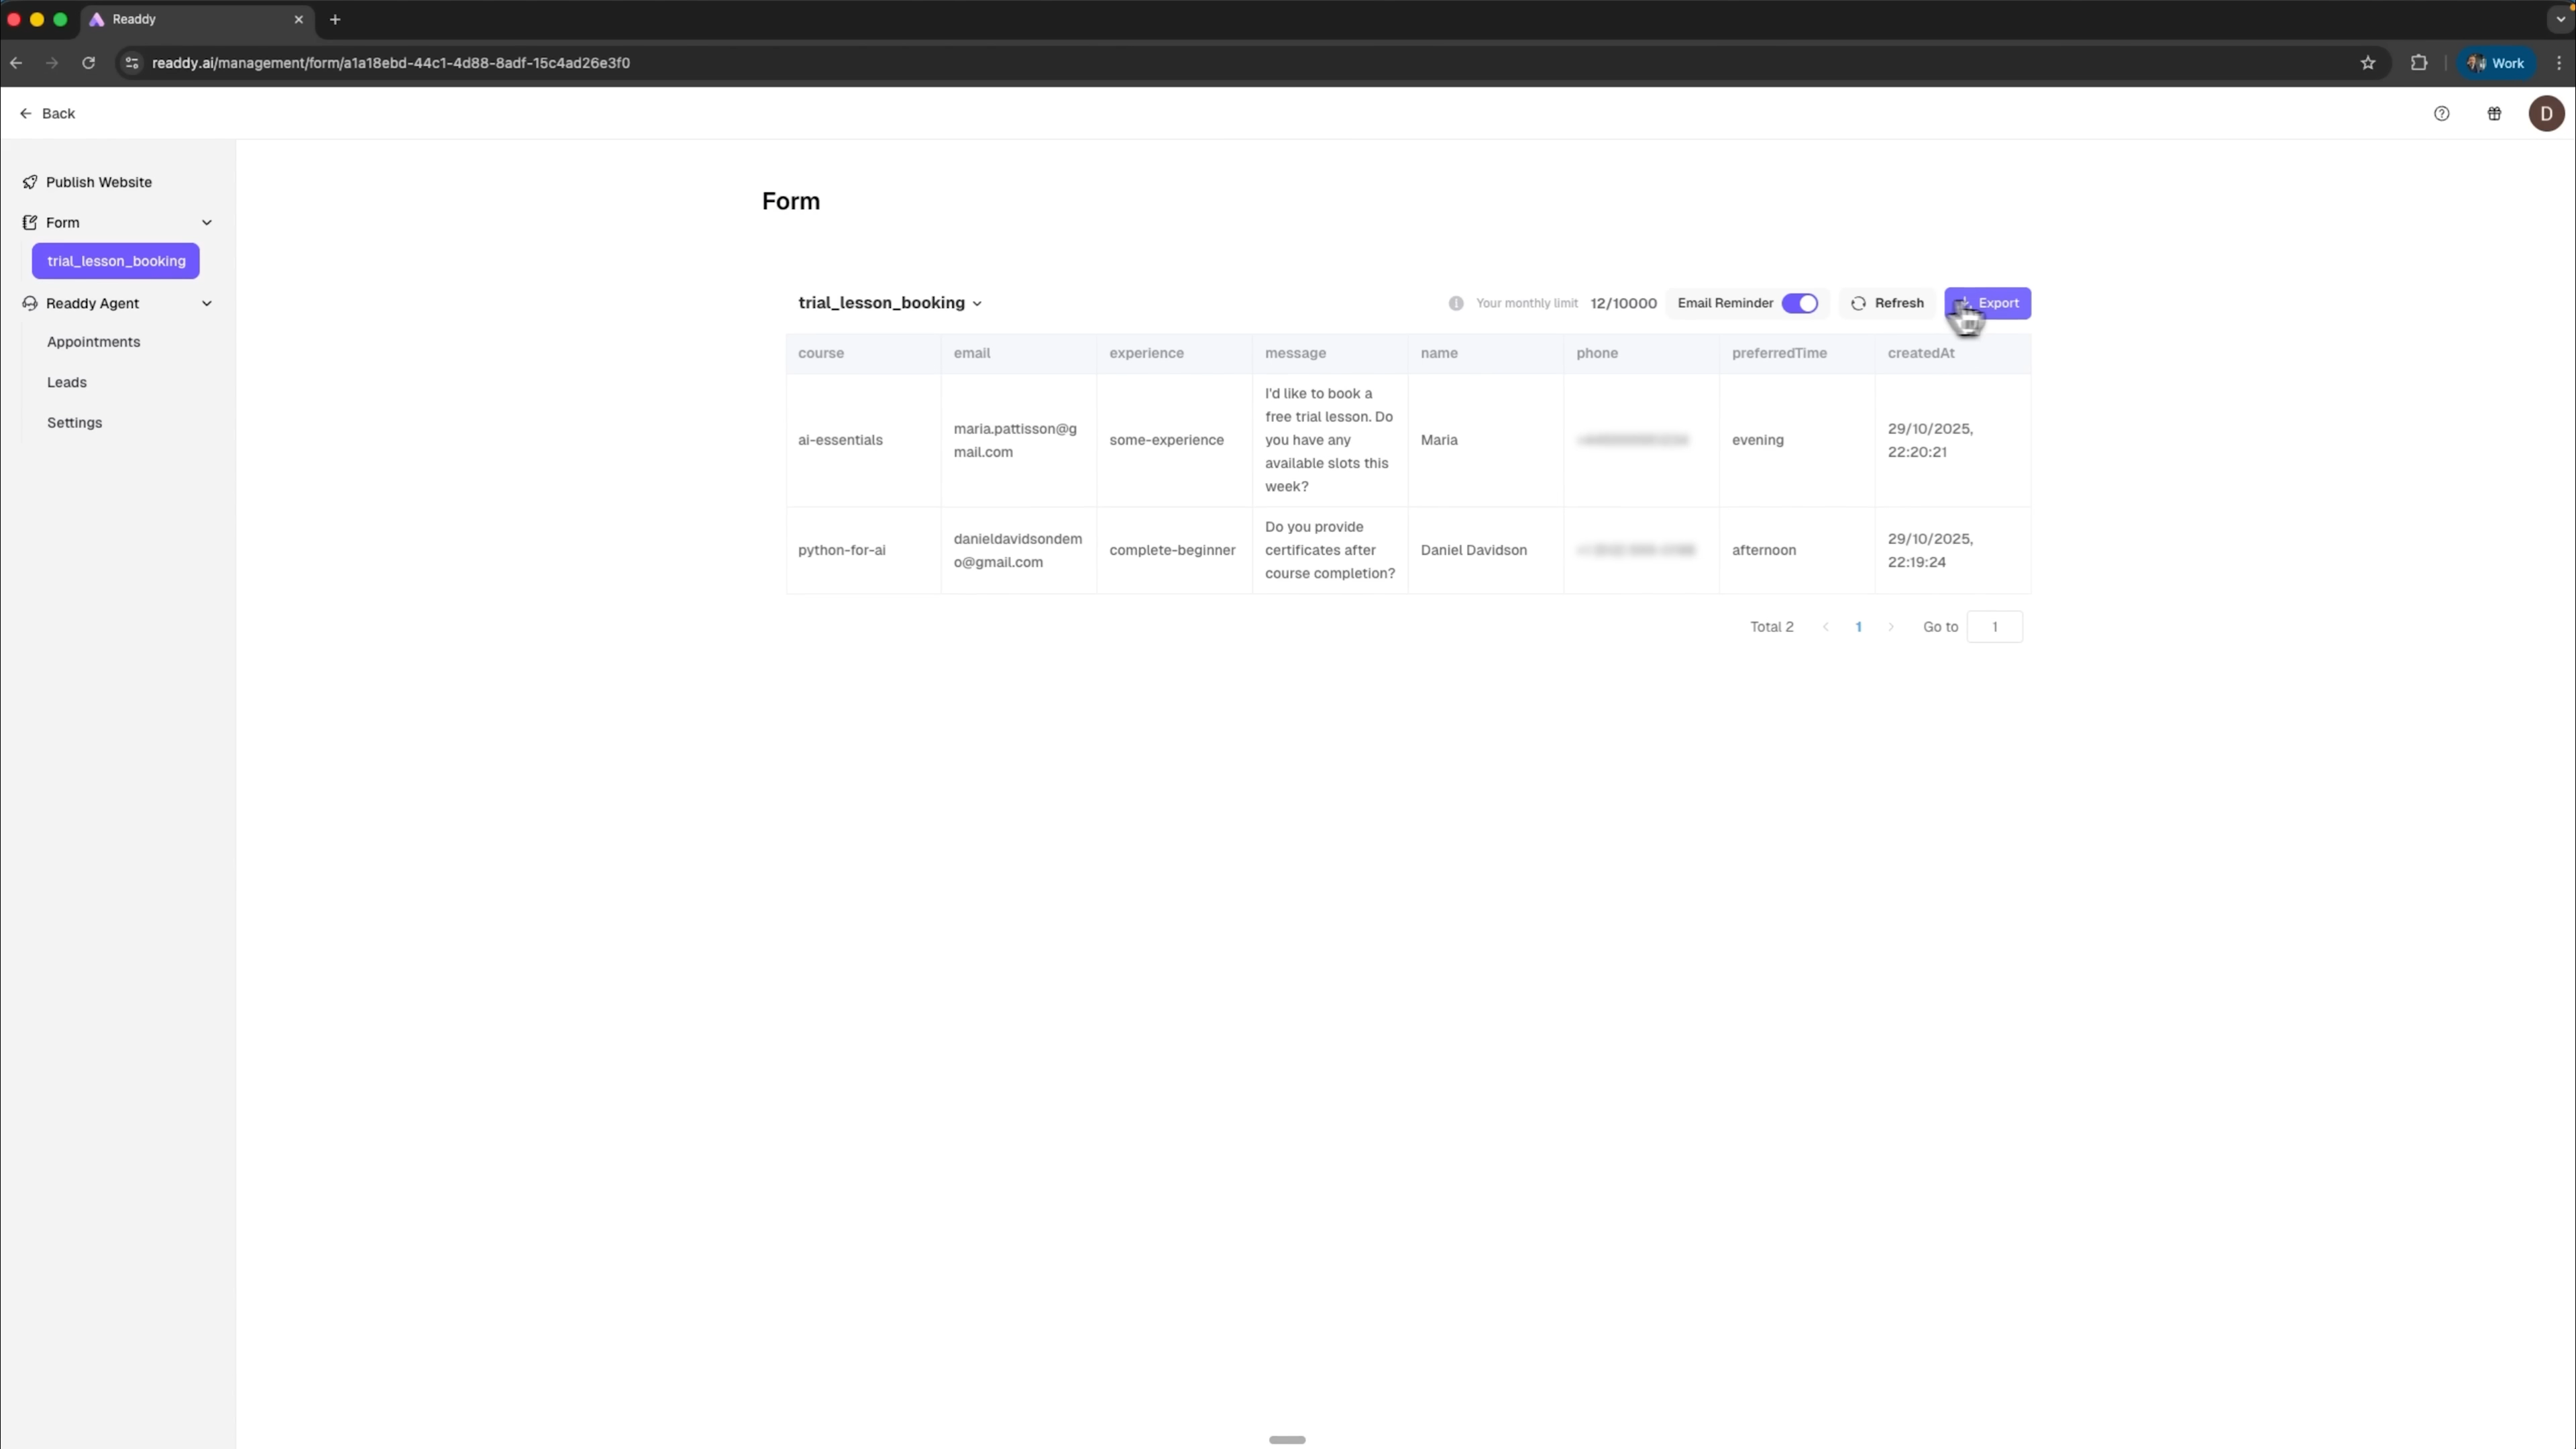 Readdy
readdy.ai/management/form/a1a18ebd-44c1-4d88-8adf-15c4ad26e3f0
Work
Back
D
Publish Website
Form
trial_lesson_booking
Readdy Agent
Appointments
Leads
Settings
Form
trial_lesson_booking
Your monthly limit 12/10000
Email Reminder
Refresh
Export
course email experience message name phone preferredTime createdAt
ai-essentials
maria.pattisson@g
mail.com
some-experience
I'd like to book a
free trial lesson. Do
you have any
available slots this
week?
Maria
evening
29/10/2025,
22:20:21
python-for-ai
danieldavidsondem
o@gmail.com
complete-beginner
Do you provide
certificates after
course completion?
Daniel Davidson
afternoon
29/10/2025,
22:19:24
Total 2
1
Go to
1